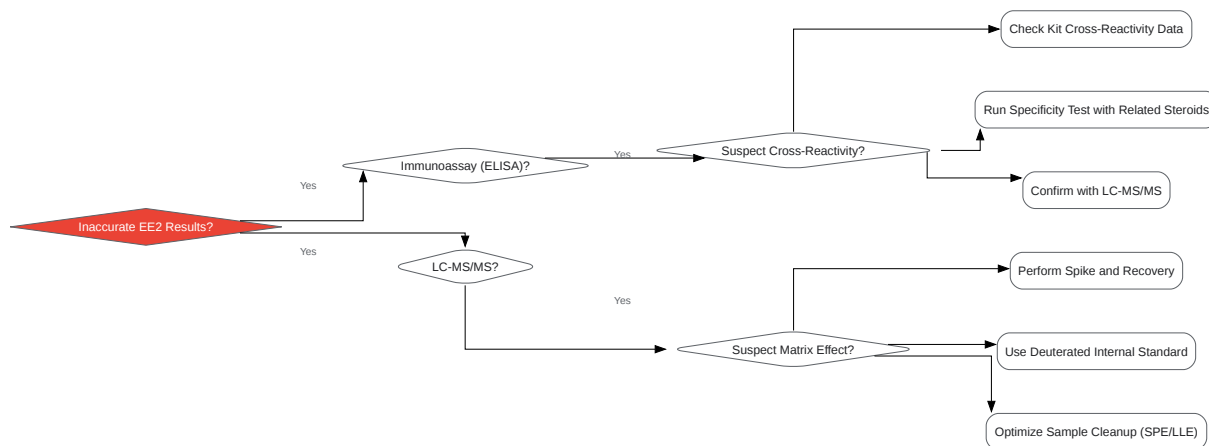 Check Kit Cross-Reactivity Data
Run Specificity Test with Related Steroids
Suspect Cross-Reactivity?
Yes
Immunoassay (ELISA)?
Yes
Confirm with LC-MS/MS
Inaccurate EE2 Results?
Yes
LC-MS/MS?
Perform Spike and Recovery
Yes
Suspect Matrix Effect?
Use Deuterated Internal Standard
Optimize Sample Cleanup (SPE/LLE)